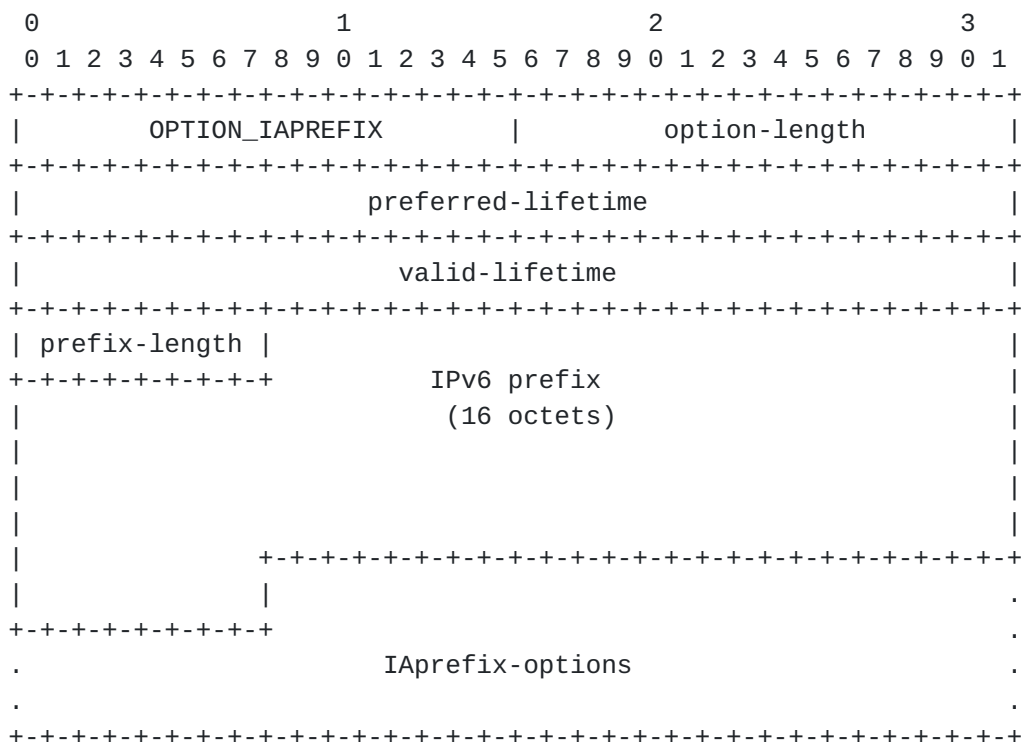 0                   1                   2                   3
 0 1 2 3 4 5 6 7 8 9 0 1 2 3 4 5 6 7 8 9 0 1 2 3 4 5 6 7 8 9 0 1
+-+-+-+-+-+-+-+-+-+-+-+-+-+-+-+-+-+-+-+-+-+-+-+-+-+-+-+-+-+-+-+-+
|        OPTION_IAPREFIX        |         option-length         |
+-+-+-+-+-+-+-+-+-+-+-+-+-+-+-+-+-+-+-+-+-+-+-+-+-+-+-+-+-+-+-+-+
|                      preferred-lifetime                       |
+-+-+-+-+-+-+-+-+-+-+-+-+-+-+-+-+-+-+-+-+-+-+-+-+-+-+-+-+-+-+-+-+
|                        valid-lifetime                         |
+-+-+-+-+-+-+-+-+-+-+-+-+-+-+-+-+-+-+-+-+-+-+-+-+-+-+-+-+-+-+-+-+
| prefix-length |                                               |
+-+-+-+-+-+-+-+-+          IPv6 prefix                          |
|                           (16 octets)                         |
|                                                               |
|                                                               |
|                                                               |
|               +-+-+-+-+-+-+-+-+-+-+-+-+-+-+-+-+-+-+-+-+-+-+-+-+
|               |                                               .
+-+-+-+-+-+-+-+-+                                               .
.                       IAprefix-options                        .
.                                                               .
+-+-+-+-+-+-+-+-+-+-+-+-+-+-+-+-+-+-+-+-+-+-+-+-+-+-+-+-+-+-+-+-+